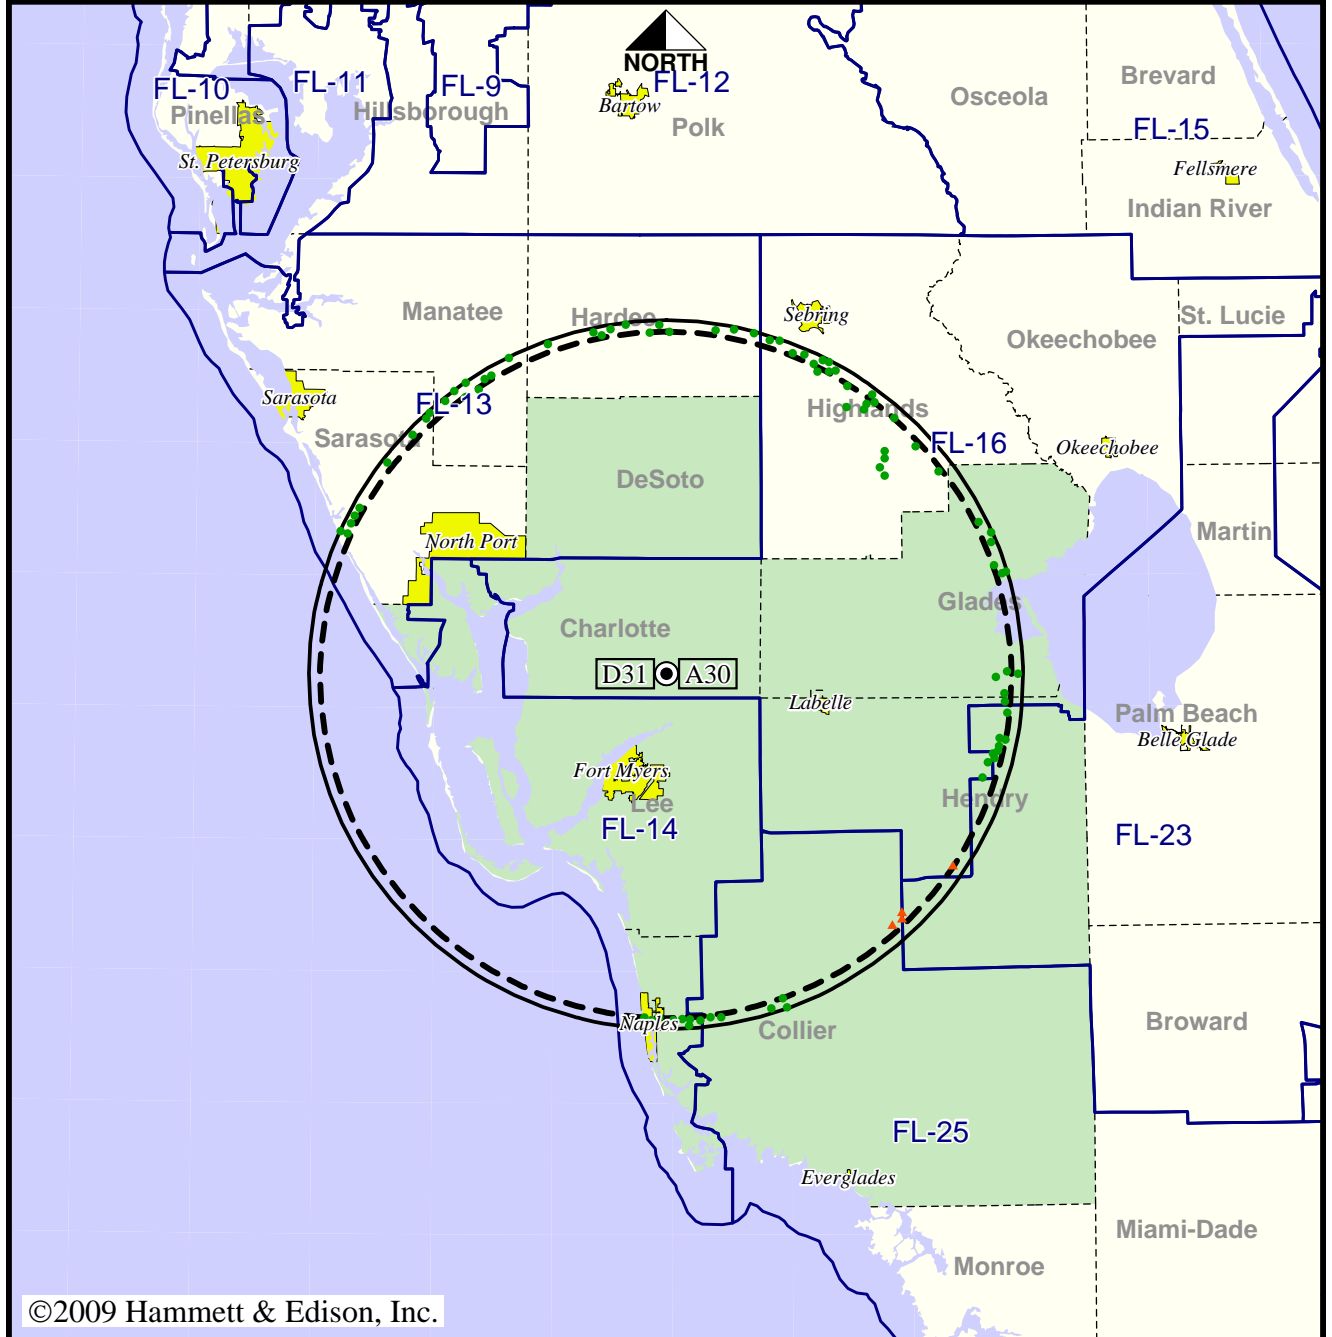 NORTH
FL-10
FL-11
FL-9
FL-12
Pinellas
Hillsborough
Bartow
Polk
Osceola
Brevard
FL-15
St. Petersburg
Fellsmere
Indian River
Manatee
Hardee
Sebring
St. Lucie
Okeechobee
Sarasota
FL-13
Highlands
Sarasota
FL-16
Okeechobee
DeSoto
Martin
North Port
Glades
Charlotte
D31
A30
Labelle
Palm Beach
Belle Glade
Fort Myers
Lee
Hendry
FL-14
FL-23
Naples
Collier
Broward
FL-25
Everglades
Miami-Dade
Monroe
©2009 Hammett & Edison, Inc.